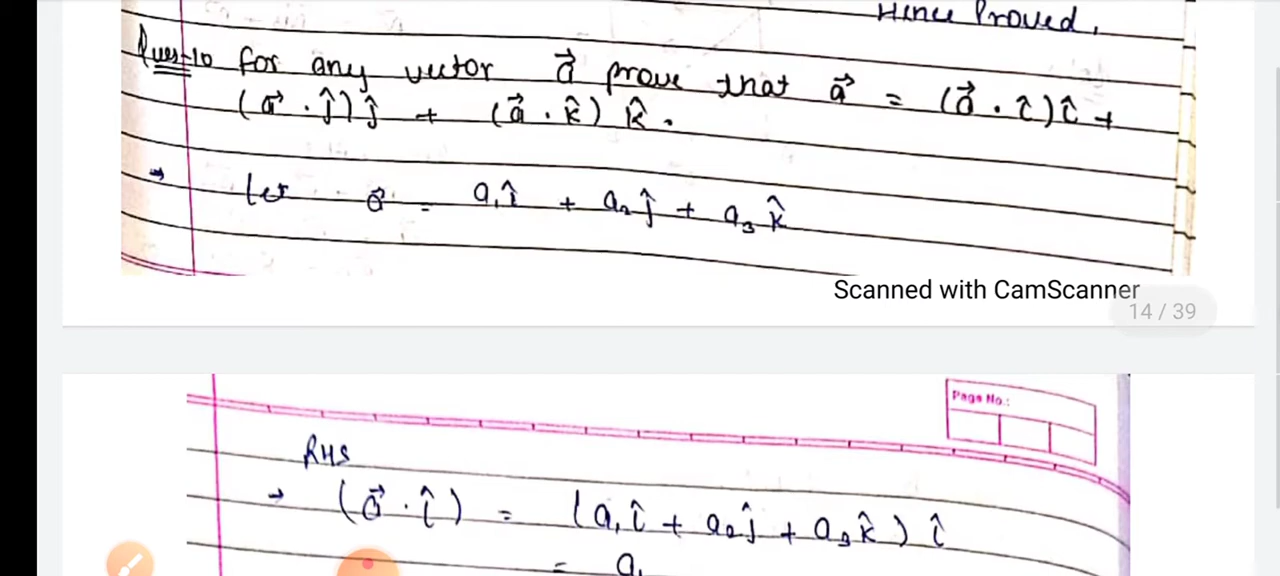 Hence Proved.
Ques-10 for any vector a⃗ prove that a⃗ = (a⃗ . î) î +
(a⃗ . ĵ) ĵ + (a⃗ . k̂) k̂ .
→ let a⃗ = a₁î + a₂ĵ + a₃k̂
Scanned with CamScanner
14 / 39
Page No.:
RHS
→ (a⃗ . î) = (a₁î + a₂ĵ + a₃k̂) î
= a₁